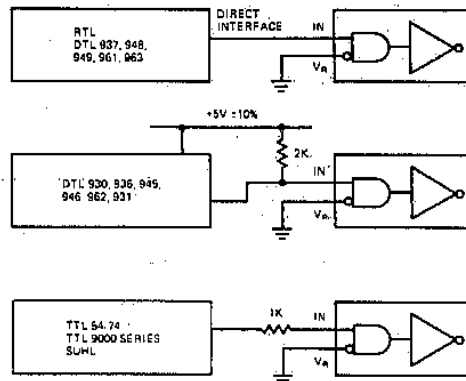 DIRECT
INTERFACE
RTL
DTL 937, 948,
949, 961, 963
IN
VR
+5V ±10%
2K
DTL 930, 936, 945,
946 962, 931
IN
VR
TTL 54, 74
TTL 9000 SERIES
SUHL
1K
IN
VR